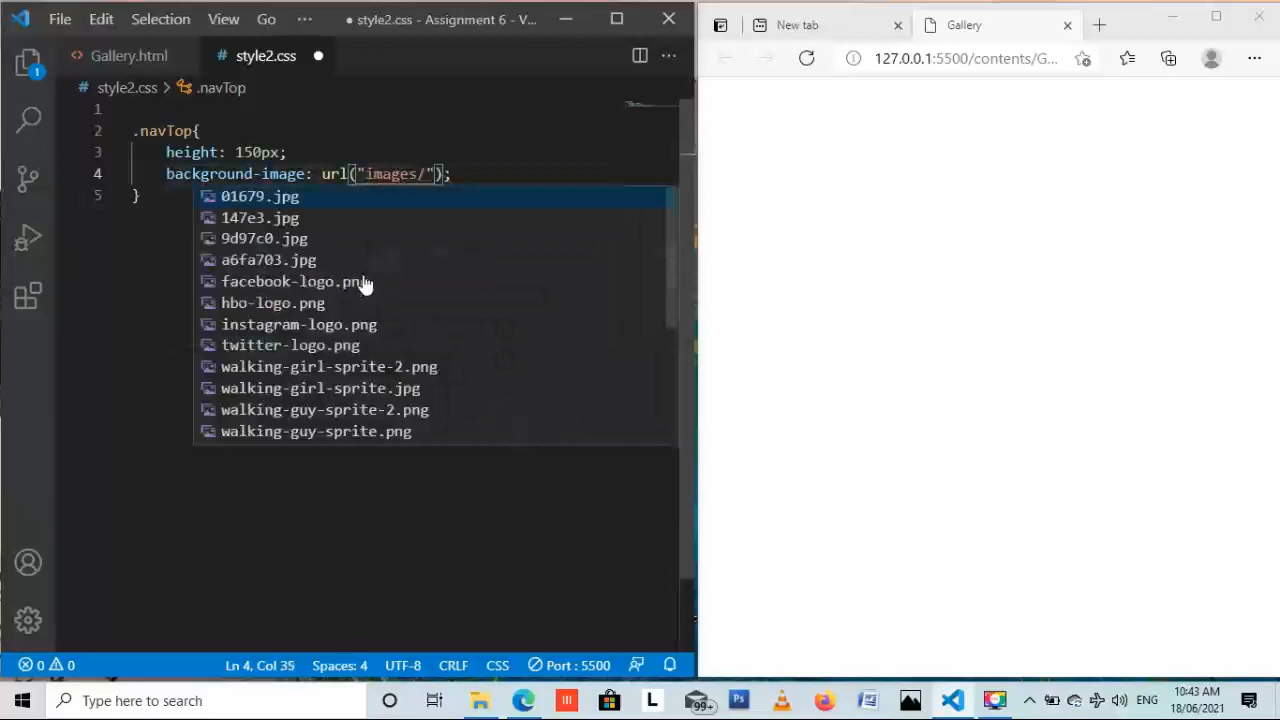 File Edit Selection View Go ··· ● style2.css - Assignment 6 - V...
New tab
Gallery
<> Gallery.html # style2.css ●
127.0.0.1:5500/contents/G...
# style2.css > .navTop
1
1
2 .navTop{
3 height: 150px;
4 background-image: url("images/");
5 }
01679.jpg
147e3.jpg
9d97c0.jpg
a6fa703.jpg
facebook-logo.png
hbo-logo.png
instagram-logo.png
twitter-logo.png
walking-girl-sprite-2.png
walking-girl-sprite.jpg
walking-guy-sprite-2.png
walking-guy-sprite.png
0 0 Ln 4, Col 35 Spaces: 4 UTF-8 CRLF CSS Port : 5500
Type here to search
L
99+
Ps
ENG
10:43 AM
18/06/2021